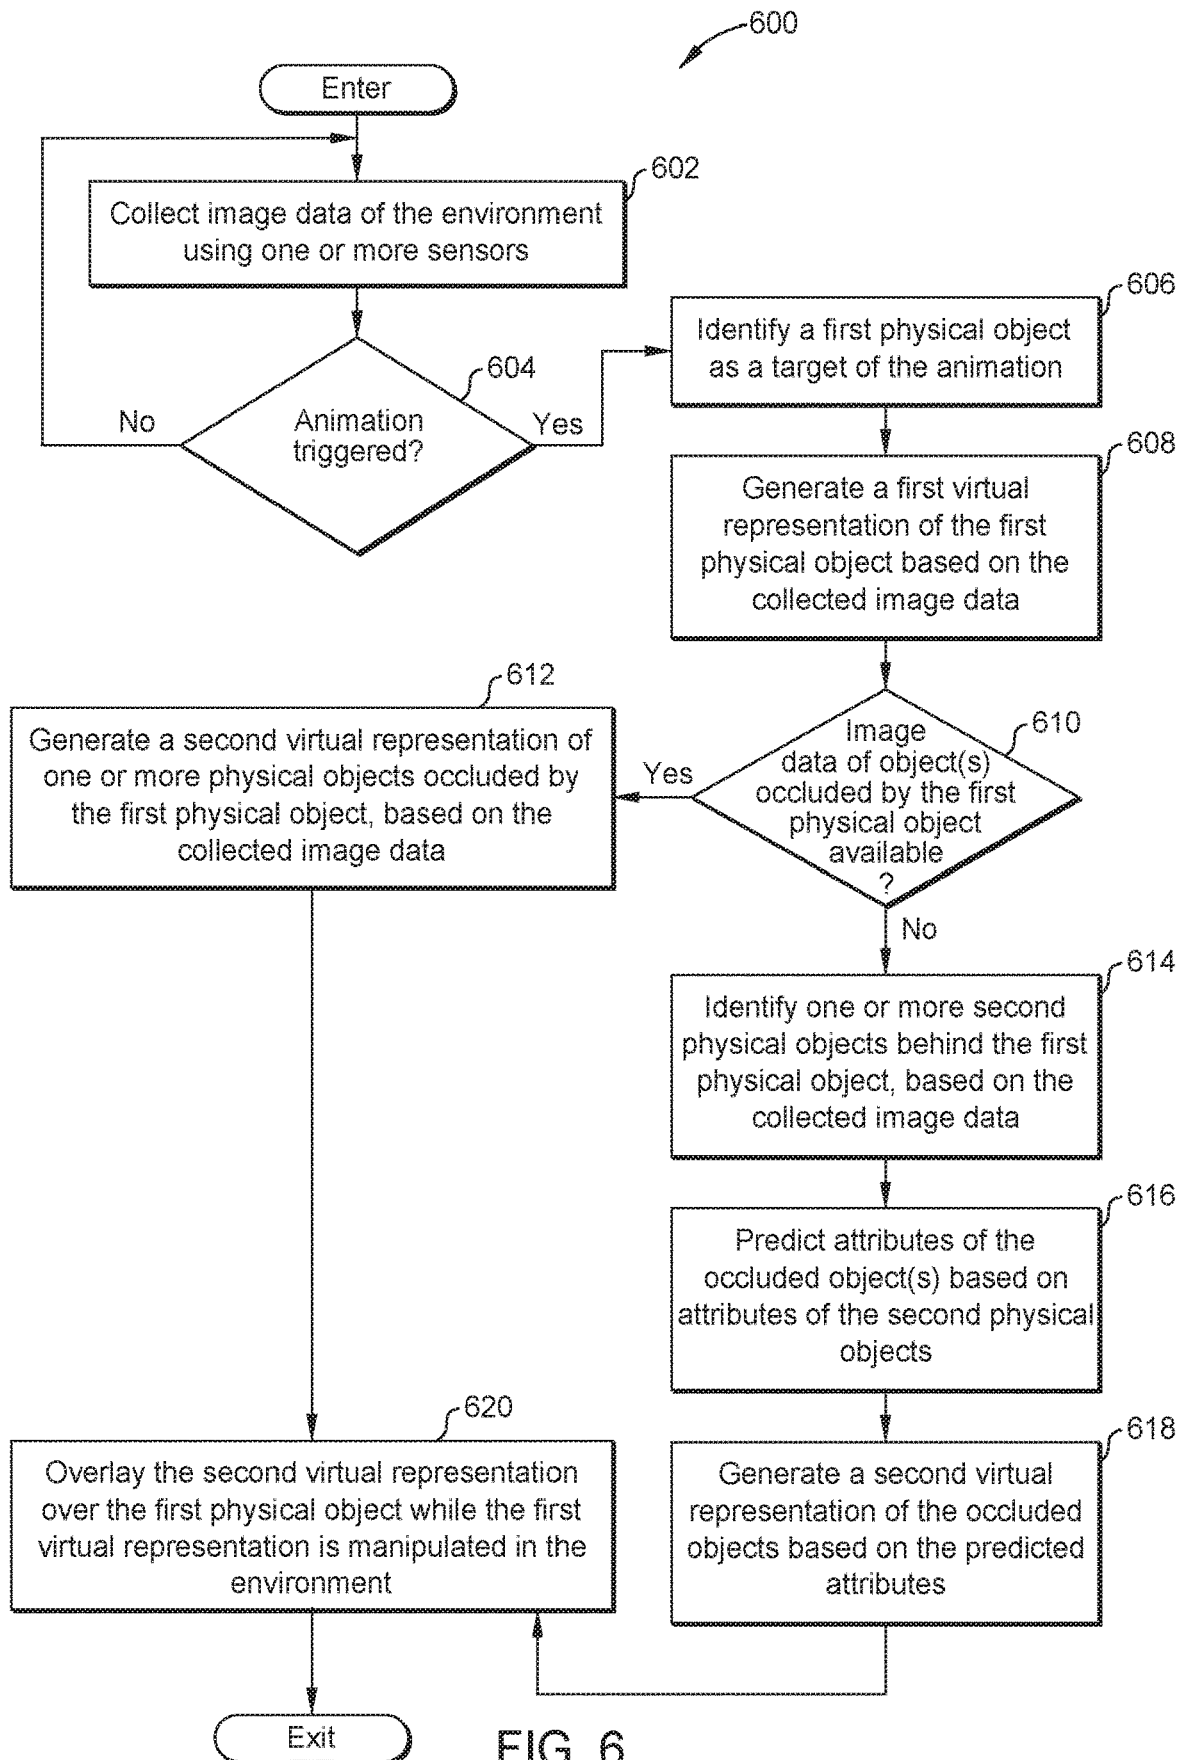 600
Enter
602
Collect image data of the environment
using one or more sensors
604
Animation
triggered?
No
Yes
606
Identify a first physical object
as a target of the animation
608
Generate a first virtual
representation of the first
physical object based on the
collected image data
610
Image
data of object(s)
occluded by the first
physical object
available
?
Yes
No
612
Generate a second virtual representation of
one or more physical objects occluded by
the first physical object, based on the
collected image data
614
Identify one or more second
physical objects behind the first
physical object, based on the
collected image data
616
Predict attributes of the
occluded object(s) based on
attributes of the second physical
objects
618
Generate a second virtual
representation of the occluded
objects based on the predicted
attributes
620
Overlay the second virtual representation
over the first physical object while the first
virtual representation is manipulated in the
environment
Exit
FIG. 6